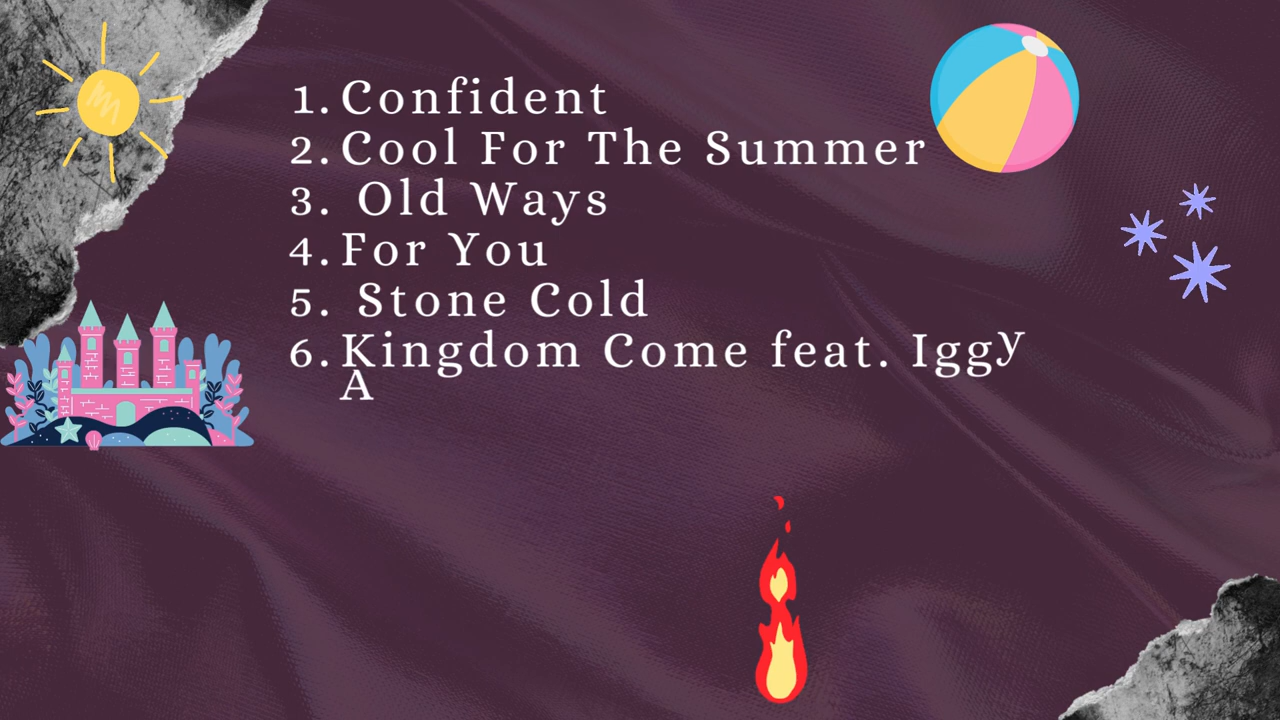 1. Confident
2. Cool For The Summer
3. Old Ways
4. For You
5. Stone Cold
6. Kingdom Come feat. Iggy
A